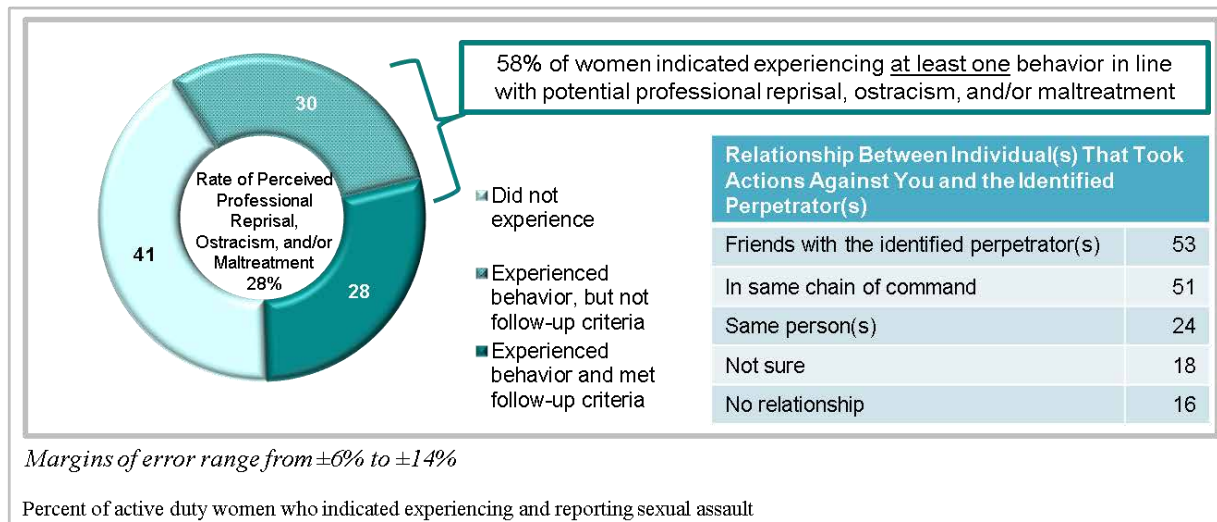 58% of women indicated experiencing at least one behavior in line
with potential professional reprisal, ostracism, and/or maltreatment
30
41
28
Rate of Perceived
Professional
Reprisal,
Ostracism, and/or
Maltreatment
28%
Did not
experience
Experienced
behavior, but not
follow-up criteria
Experienced
behavior and met
follow-up criteria
Relationship Between Individual(s) That Took
Actions Against You and the Identified
Perpetrator(s)
Friends with the identified perpetrator(s) 53
In same chain of command 51
Same person(s) 24
Not sure 18
No relationship 16
Margins of error range from ±6% to ±14%
Percent of active duty women who indicated experiencing and reporting sexual assault